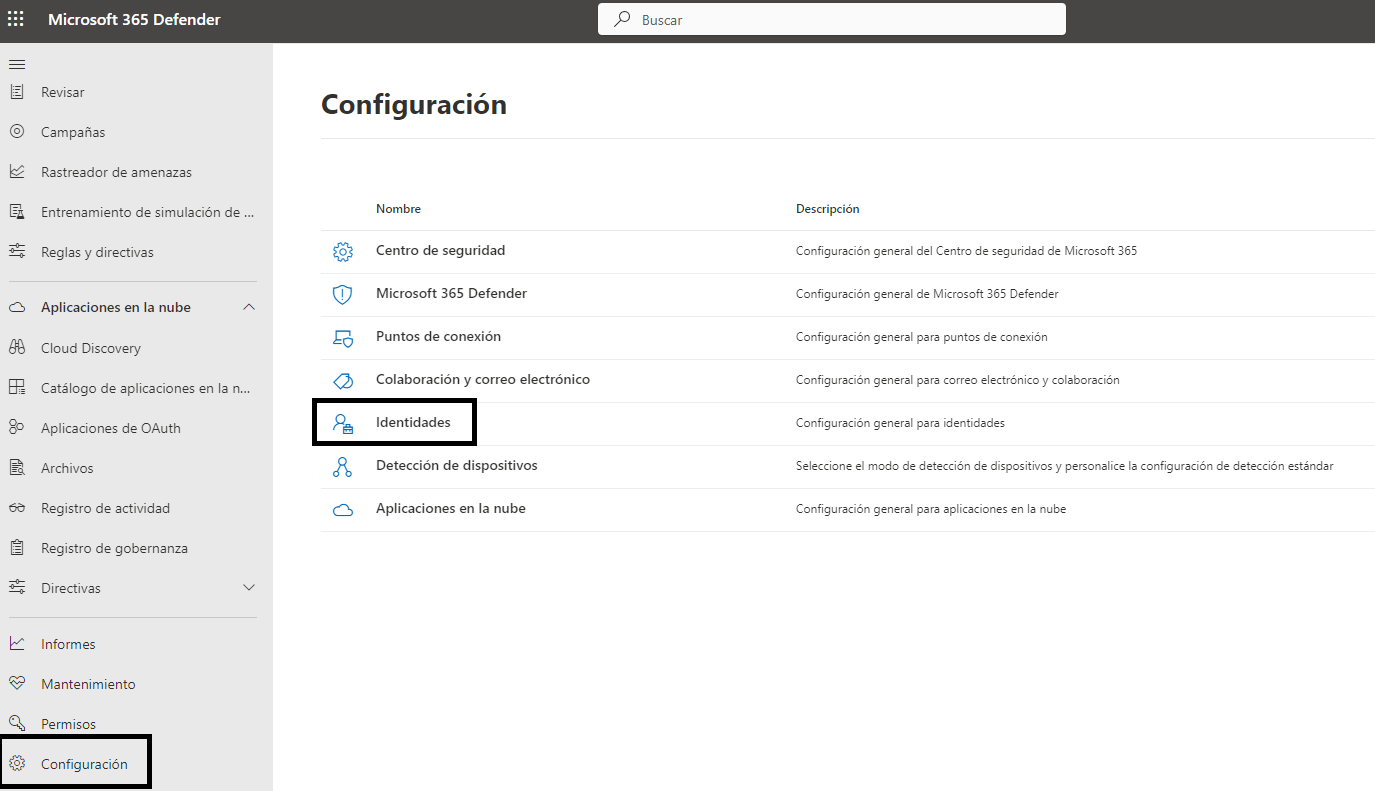 Microsoft 365 Defender
Buscar
Revisar
Campañas
Rastreador de amenazas
Entrenamiento de simulación de ...
Reglas y directivas
Aplicaciones en la nube
Cloud Discovery
Catálogo de aplicaciones en la n...
Aplicaciones de OAuth
Archivos
Registro de actividad
Registro de gobernanza
Directivas
Informes
Mantenimiento
Permisos
Configuración
Configuración
Nombre Descripción
Centro de seguridad Configuración general del Centro de seguridad de Microsoft 365
Microsoft 365 Defender Configuración general de Microsoft 365 Defender
Puntos de conexión Configuración general para puntos de conexión
Colaboración y correo electrónico Configuración general para correo electrónico y colaboración
Identidades Configuración general para identidades
Detección de dispositivos Seleccione el modo de detección de dispositivos y personalice la configuración de detección estándar
Aplicaciones en la nube Configuración general para aplicaciones en la nube